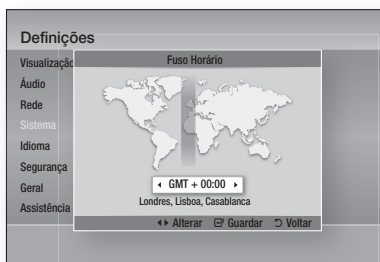 Definições
Visualização
Fuso Horário
Áudio
Rede
Sistema
Idioma
Segurança
Geral
Assistência
GMT + 00:00
Londres, Lisboa, Casablanca
Alterar Guardar Voltar